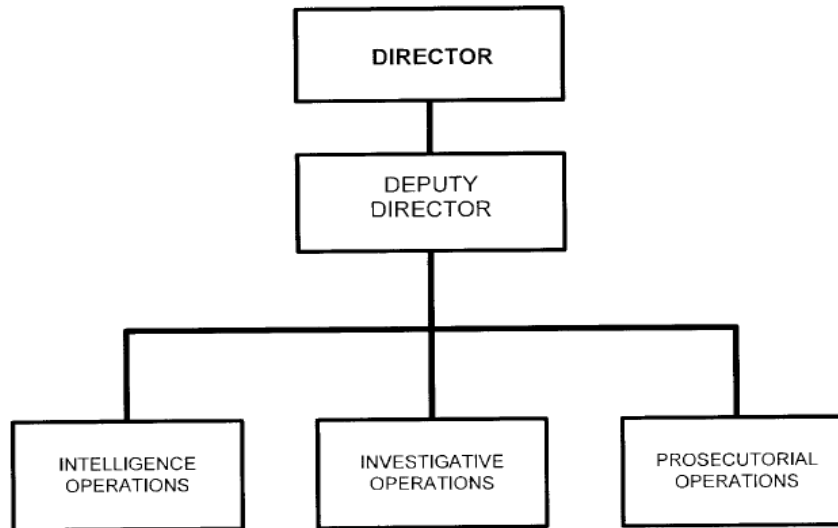 DIRECTOR
DEPUTY
DIRECTOR
INTELLIGENCE
OPERATIONS
INVESTIGATIVE
OPERATIONS
PROSECUTORIAL
OPERATIONS